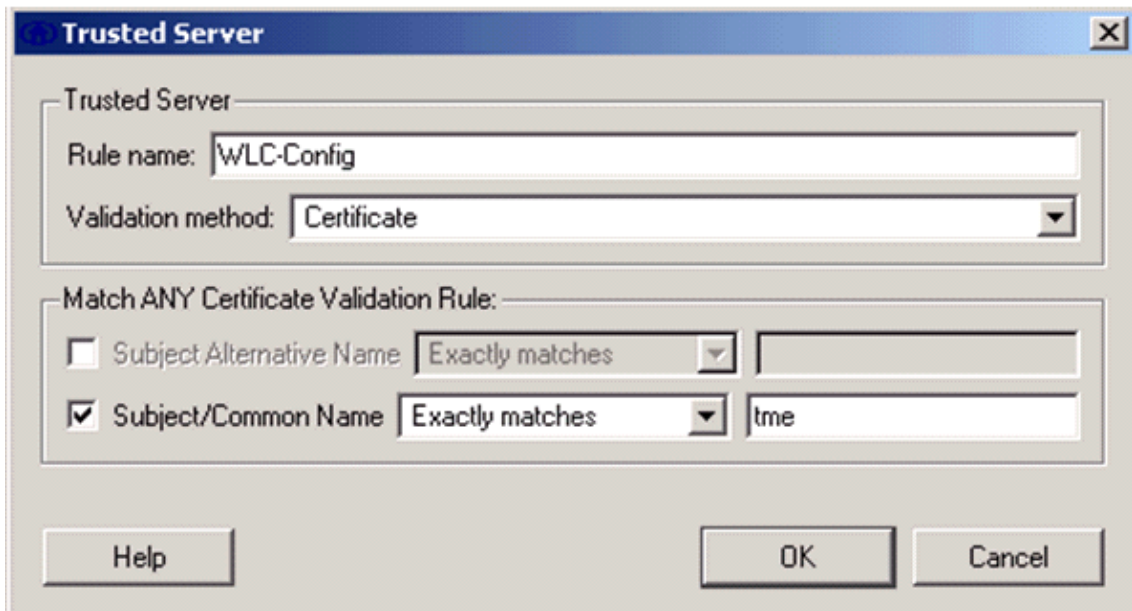 Trusted Server
Trusted Server
Rule name: WLC-Config
Validation method: Certificate
Match ANY Certificate Validation Rule:
Subject Alternative Name Exactly matches
Subject/Common Name Exactly matches tme
Help OK Cancel